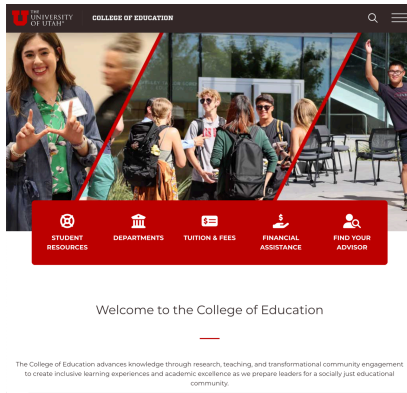 THE
UNIVERSITY
OF UTAH®
COLLEGE OF EDUCATION
STUDENT
RESOURCES
DEPARTMENTS
TUITION & FEES
FINANCIAL
ASSISTANCE
FIND YOUR
ADVISOR
Welcome to the College of Education
The College of Education advances knowledge through research, teaching, and transformational community engagement
to create inclusive learning experiences and academic excellence as we prepare leaders for a socially just educational
community.